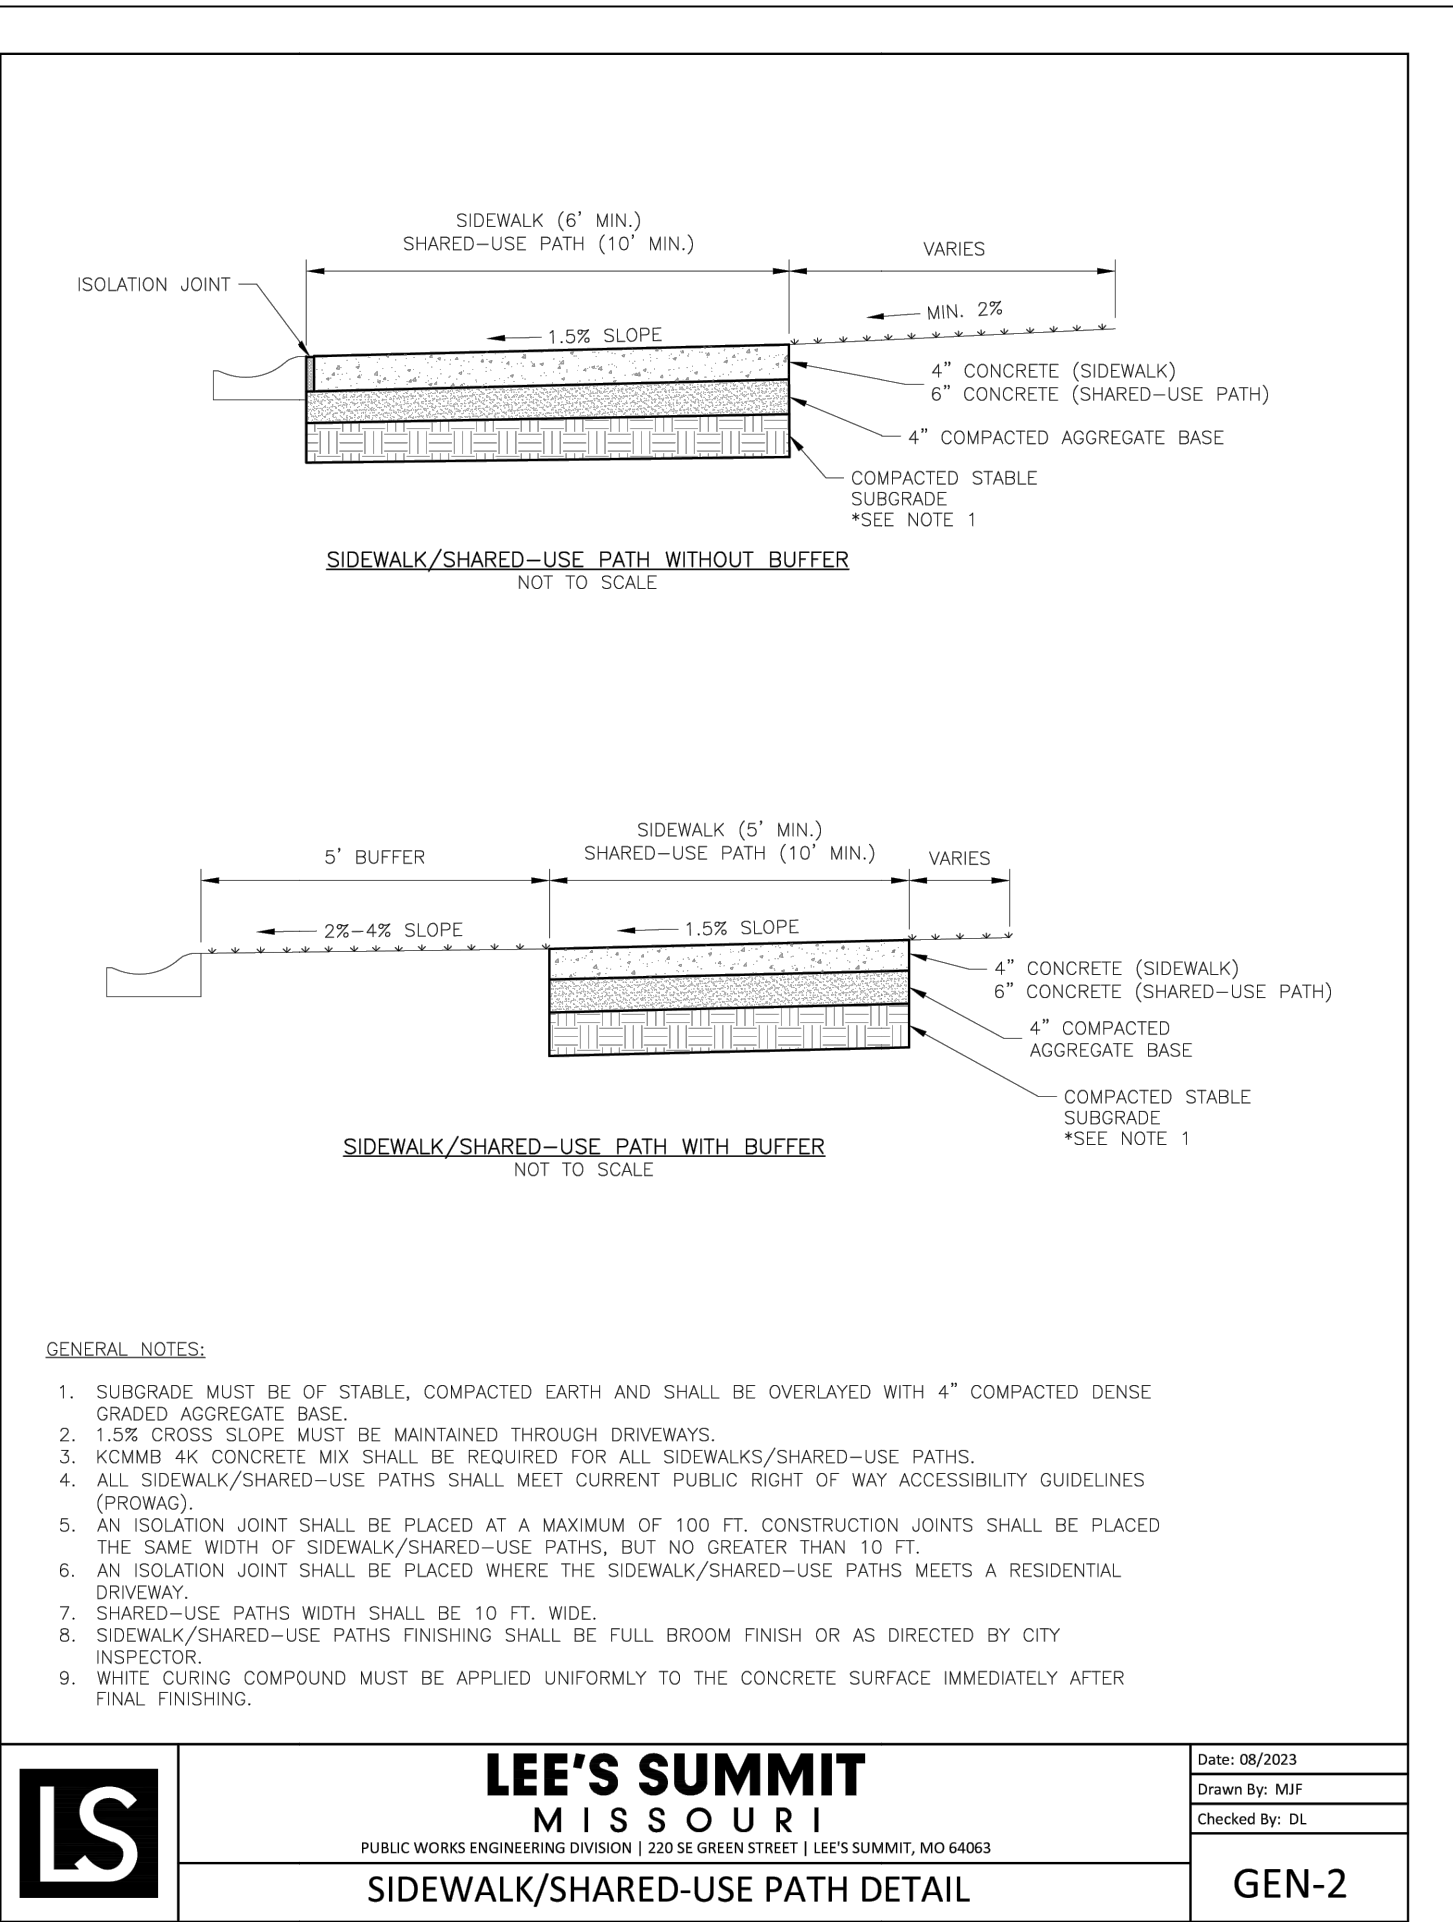 SIDEWALK (6' MIN.)
SHARED-USE PATH (10' MIN.)
VARIES
ISOLATION JOINT
MIN. 2%
1.5% SLOPE
4" CONCRETE (SIDEWALK)
6" CONCRETE (SHARED-USE PATH)
4" COMPACTED AGGREGATE BASE
COMPACTED STABLE
SUBGRADE
*SEE NOTE 1
SIDEWALK/SHARED-USE PATH WITHOUT BUFFER
NOT TO SCALE
SIDEWALK (5' MIN.)
SHARED-USE PATH (10' MIN.)
5' BUFFER
VARIES
2%-4% SLOPE
1.5% SLOPE
4" CONCRETE (SIDEWALK)
6" CONCRETE (SHARED-USE PATH)
4" COMPACTED
AGGREGATE BASE
COMPACTED STABLE
SUBGRADE
*SEE NOTE 1
SIDEWALK/SHARED-USE PATH WITH BUFFER
NOT TO SCALE
GENERAL NOTES:
1. SUBGRADE MUST BE OF STABLE, COMPACTED EARTH AND SHALL BE OVERLAYED WITH 4" COMPACTED DENSE
GRADED AGGREGATE BASE.
2. 1.5% CROSS SLOPE MUST BE MAINTAINED THROUGH DRIVEWAYS.
3. KCMMB 4K CONCRETE MIX SHALL BE REQUIRED FOR ALL SIDEWALKS/SHARED-USE PATHS.
4. ALL SIDEWALK/SHARED-USE PATHS SHALL MEET CURRENT PUBLIC RIGHT OF WAY ACCESSIBILITY GUIDELINES
(PROWAG).
5. AN ISOLATION JOINT SHALL BE PLACED AT A MAXIMUM OF 100 FT. CONSTRUCTION JOINTS SHALL BE PLACED
THE SAME WIDTH OF SIDEWALK/SHARED-USE PATHS, BUT NO GREATER THAN 10 FT.
6. AN ISOLATION JOINT SHALL BE PLACED WHERE THE SIDEWALK/SHARED-USE PATHS MEETS A RESIDENTIAL
DRIVEWAY.
7. SHARED-USE PATHS WIDTH SHALL BE 10 FT. WIDE.
8. SIDEWALK/SHARED-USE PATHS FINISHING SHALL BE FULL BROOM FINISH OR AS DIRECTED BY CITY
INSPECTOR.
9. WHITE CURING COMPOUND MUST BE APPLIED UNIFORMLY TO THE CONCRETE SURFACE IMMEDIATELY AFTER
FINAL FINISHING.
LS
LEE'S SUMMIT
MISSOURI
PUBLIC WORKS ENGINEERING DIVISION | 220 SE GREEN STREET | LEE'S SUMMIT, MO 64063
SIDEWALK/SHARED-USE PATH DETAIL
Date: 08/2023
Drawn By: MJF
Checked By: DL
GEN-2